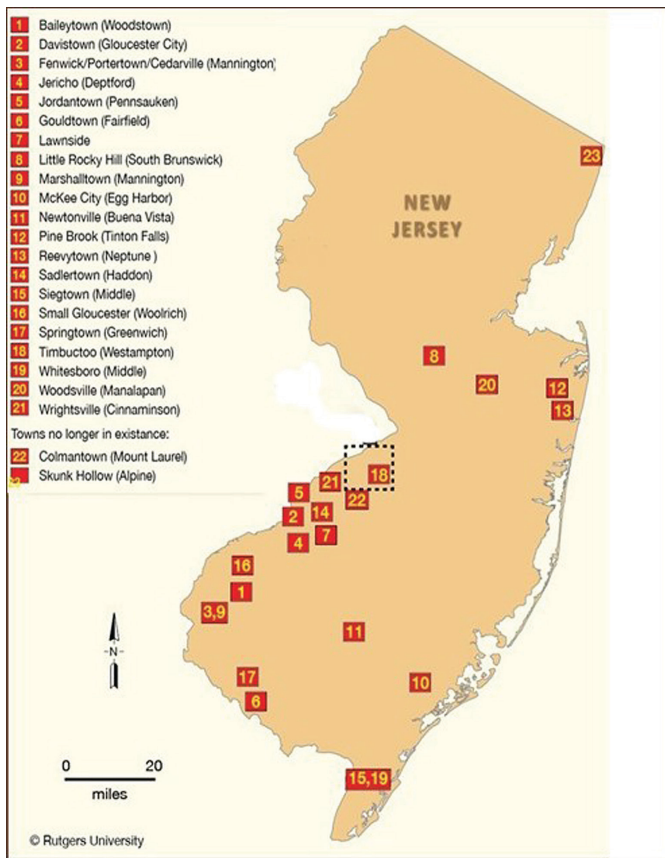 1 Baileytown (Woodstown)
2 Davistown (Gloucester City)
3 Fenwick/Portertown/Cedarville (Mannington)
4 Jericho (Deptford)
5 Jordantown (Pennsauken)
6 Gouldtown (Fairfield)
7 Lawnside
8 Little Rocky Hill (South Brunswick)
9 Marshalltown (Mannington)
10 McKee City (Egg Harbor)
11 Newtonville (Buena Vista)
12 Pine Brook (Tinton Falls)
13 Reevytown (Neptune )
14 Sadlertown (Haddon)
15 Siegtown (Middle)
16 Small Gloucester (Woolrich)
17 Springtown (Greenwich)
18 Timbuctoo (Westampton)
19 Whitesboro (Middle)
20 Woodsville (Manalapan)
21 Wrightsville (Cinnaminson)
Towns no longer in existance:
22 Colmantown (Mount Laurel)
Skunk Hollow (Alpine)
NEW
JERSEY
23
8
20
12
13
18
21
5
22
14
2
7
4
16
1
3,9
11
17
10
6
15,19
N
0 20
miles
© Rutgers University